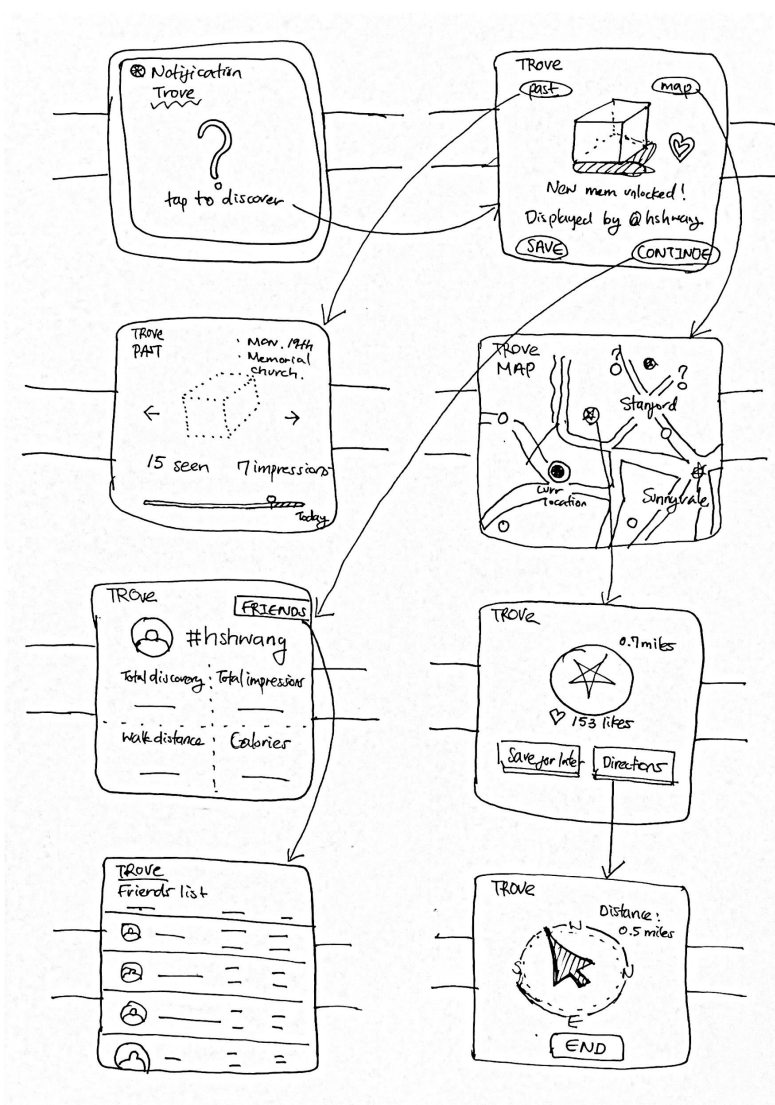 Notification
Trove
?
tap to discover
TROVE
past
map
New mem unlocked!
Displayed by @hshwang
SAVE
CONTINUE
TROVE
PAST
• Nov. 19th
• Memorial
church.
15 seen
7 impressions
Today
TROVE
MAP
?
?
Stanford
Curr
location
Sunnyvale
TROVE
FRIENDS
#hshwang
Total discovery
Total impressions
Walk distance
Calories
TROVE
0.7 miles
153 likes
Save for later
Directions
TROVE
Friends list
TROVE
Distance:
0.5 miles
N
S
N
E
END